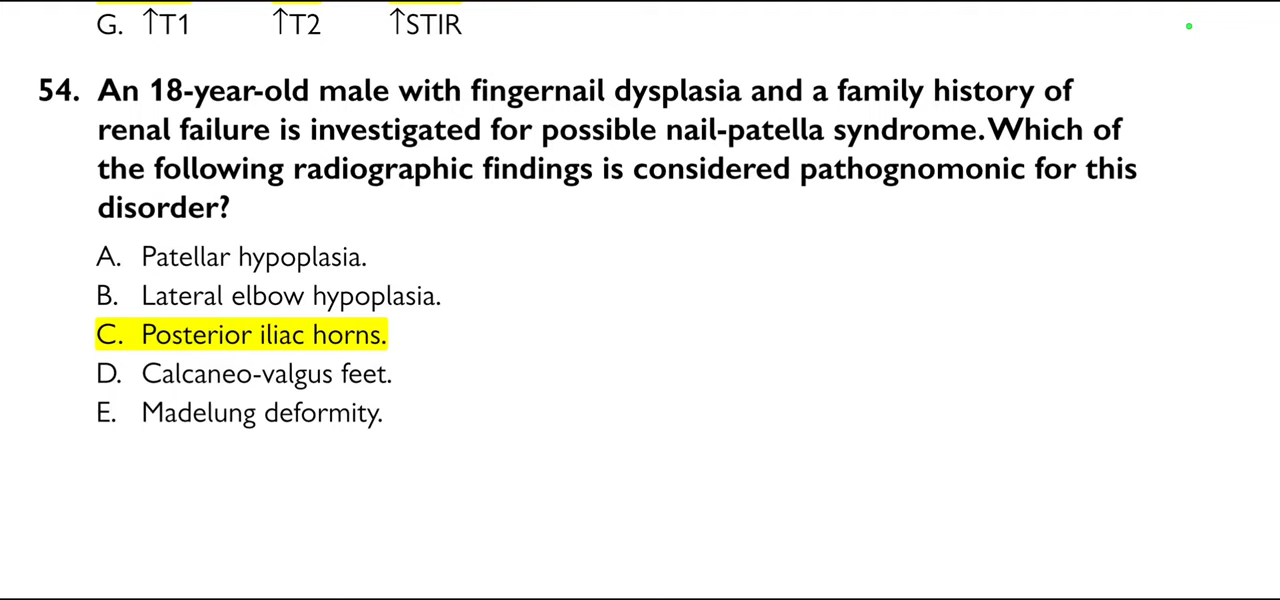 G. ↑T1 ↑T2 ↑STIR
54. An 18-year-old male with fingernail dysplasia and a family history of
renal failure is investigated for possible nail-patella syndrome. Which of
the following radiographic findings is considered pathognomonic for this
disorder?
A. Patellar hypoplasia.
B. Lateral elbow hypoplasia.
C. Posterior iliac horns.
D. Calcaneo-valgus feet.
E. Madelung deformity.